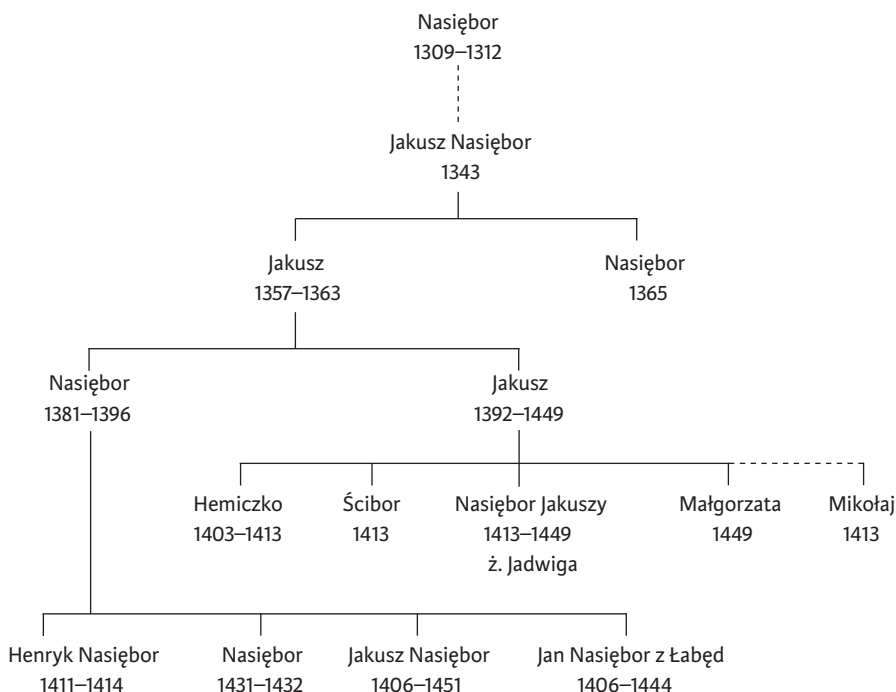 Nasiębor
1309–1312
Jakusz Nasiębor
1343
Jakusz
1357–1363
Nasiębor
1365
Nasiębor
1381–1396
Jakusz
1392–1449
Hemiczko
1403–1413
Ścibor
1413
Nasiębor Jakuszy
1413–1449
ż. Jadwiga
Małgorzata
1449
Mikołaj
1413
Henryk Nasiębor
1411–1414
Nasiębor
1431–1432
Jakusz Nasiębor
1406–1451
Jan Nasiębor z Łabęd
1406–1444